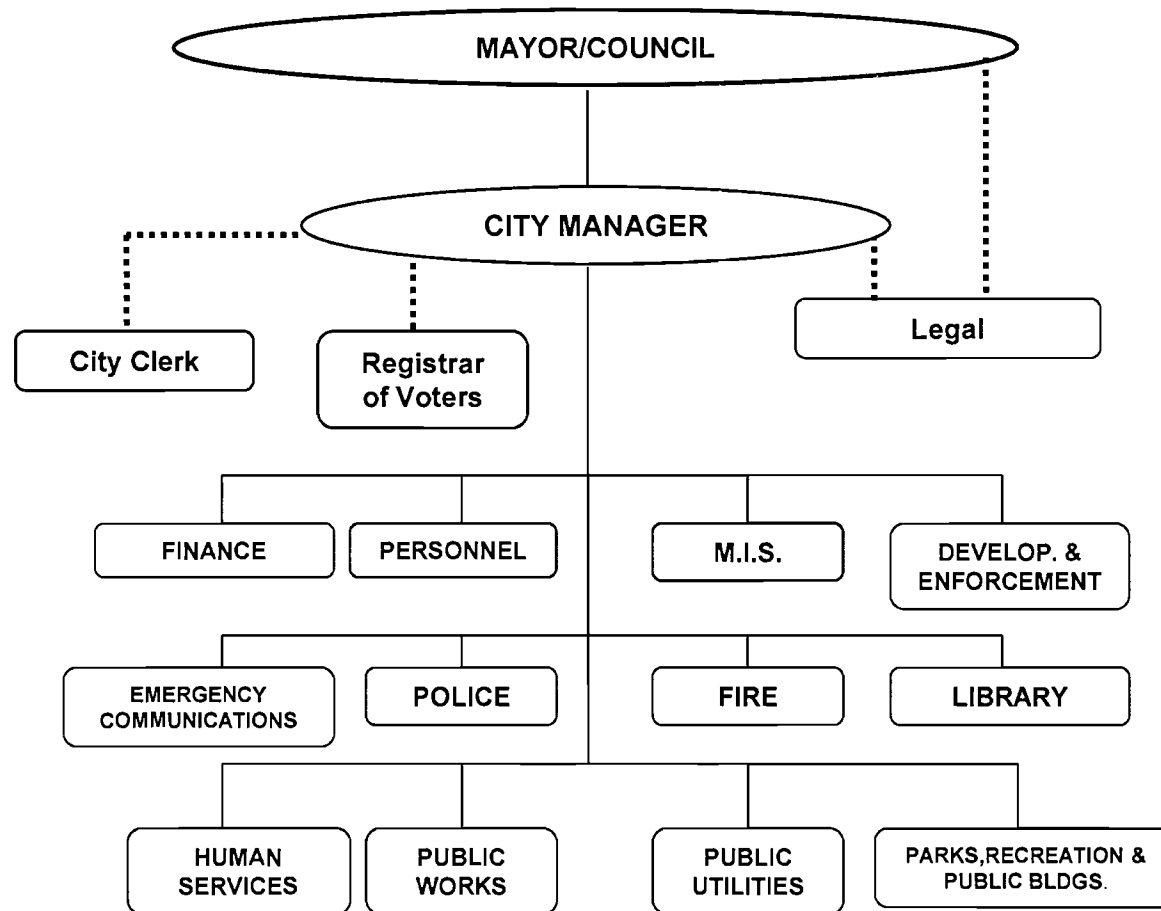 MAYOR/COUNCIL
CITY MANAGER
City Clerk
Registrar
of Voters
Legal
FINANCE
PERSONNEL
M.I.S.
DEVELOP. &
ENFORCEMENT
EMERGENCY
COMMUNICATIONS
POLICE
FIRE
LIBRARY
HUMAN
SERVICES
PUBLIC
WORKS
PUBLIC
UTILITIES
PARKS,RECREATION &
PUBLIC BLDGS.